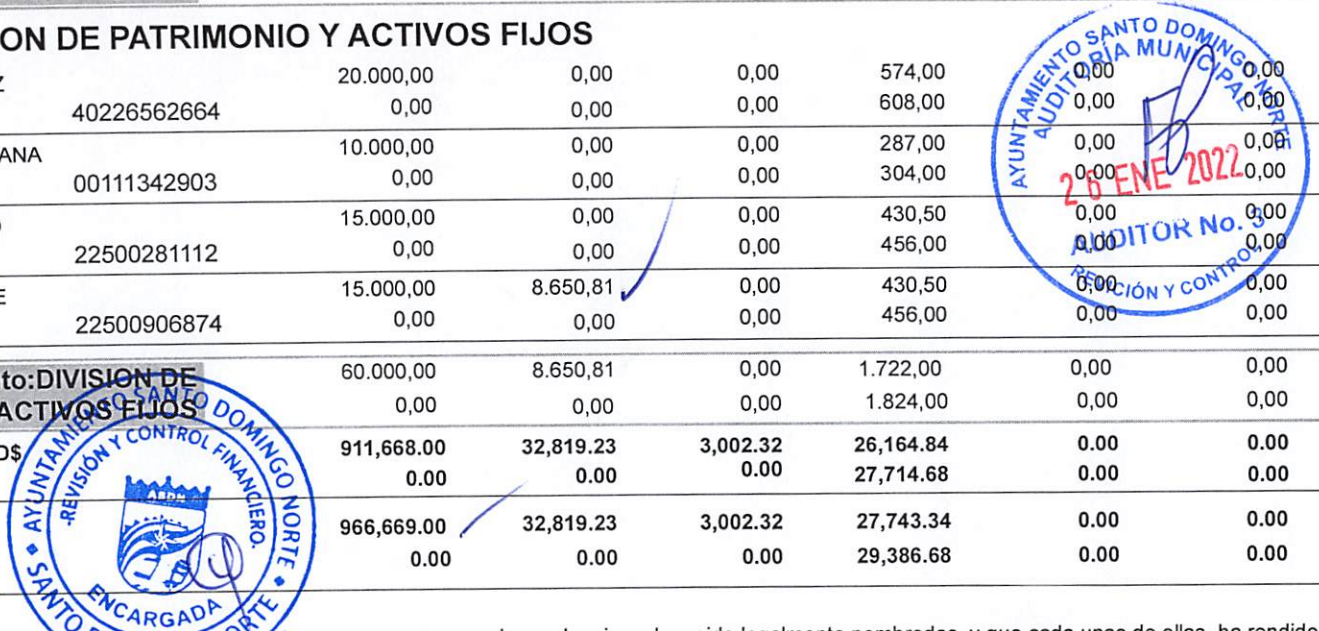 ON DE PATRIMONIO Y ACTIVOS FIJOS
Z 20.000,00 0,00 0,00 574,00 0,00 0,00
40226562664 0,00 0,00 0,00 608,00 0,00 0,00
ANA 10.000,00 0,00 0,00 287,00 0,00 0,00
00111342903 0,00 0,00 0,00 304,00 0,00 0,00
15.000,00 0,00 0,00 430,50 0,00 0,00
22500281112 0,00 0,00 0,00 456,00 0,00 0,00
E 15.000,00 8.650,81 0,00 430,50 0,00 0,00
22500906874 0,00 0,00 0,00 456,00 0,00 0,00
AYUNTAMIENTO SANTO DOMINGO NORTE
AUDITORÍA MUNICIPAL
26 ENE 2022
AUDITOR No. 3
REVICIÓN Y CONTROL
to:DIVISION DE 60.000,00 8.650,81 0,00 1.722,00 0,00 0,00
ACTIVOS FIJOS 0,00 0,00 0,00 1.824,00 0,00 0,00
D$ 911,668.00 32,819.23 3,002.32 26,164.84 0.00 0.00
0.00 0.00 0.00 27,714.68 0.00 0.00
966,669.00 32,819.23 3,002.32 27,743.34 0.00 0.00
0.00 0.00 0.00 29,386.68 0.00 0.00
AYUNTAMIENTO SANTO DOMINGO NORTE
REVISIÓN Y CONTROL FINANCIERO.
ENCARGADA
SANTO
legalmente nombradas, y que cada unas de ellas, ha rendido